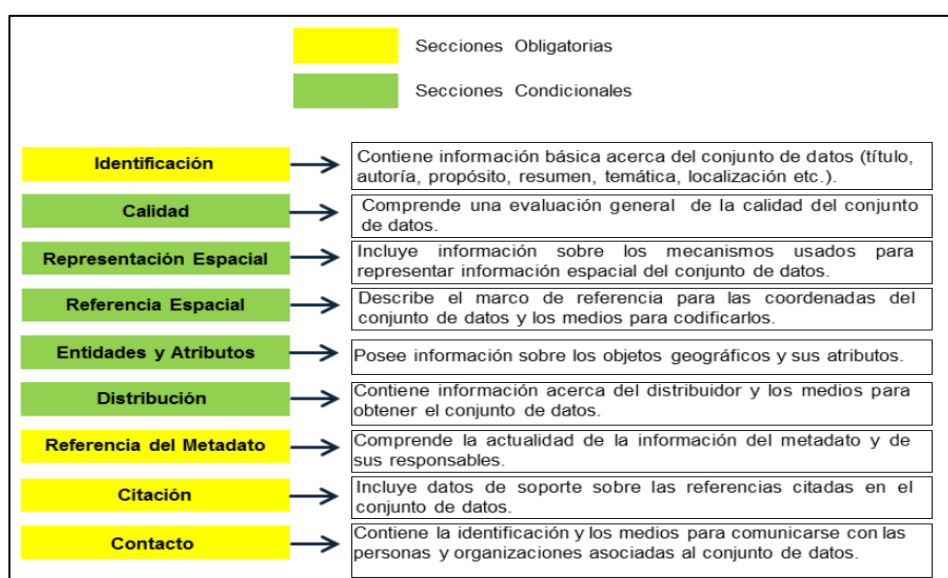 Secciones Obligatorias
Secciones Condicionales
Identificación
Contiene información básica acerca del conjunto de datos (título,
autoría, propósito, resumen, temática, localización etc.).
Calidad
Comprende una evaluación general de la calidad del conjunto
de datos.
Representación Espacial
Incluye información sobre los mecanismos usados para
representar información espacial del conjunto de datos.
Referencia Espacial
Describe el marco de referencia para las coordenadas del
conjunto de datos y los medios para codificarlos.
Entidades y Atributos
Posee información sobre los objetos geográficos y sus atributos.
Distribución
Contiene información acerca del distribuidor y los medios para
obtener el conjunto de datos.
Referencia del Metadato
Comprende la actualidad de la información del metadato y de
sus responsables.
Citación
Incluye datos de soporte sobre las referencias citadas en el
conjunto de datos.
Contacto
Contiene la identificación y los medios para comunicarse con las
personas y organizaciones asociadas al conjunto de datos.